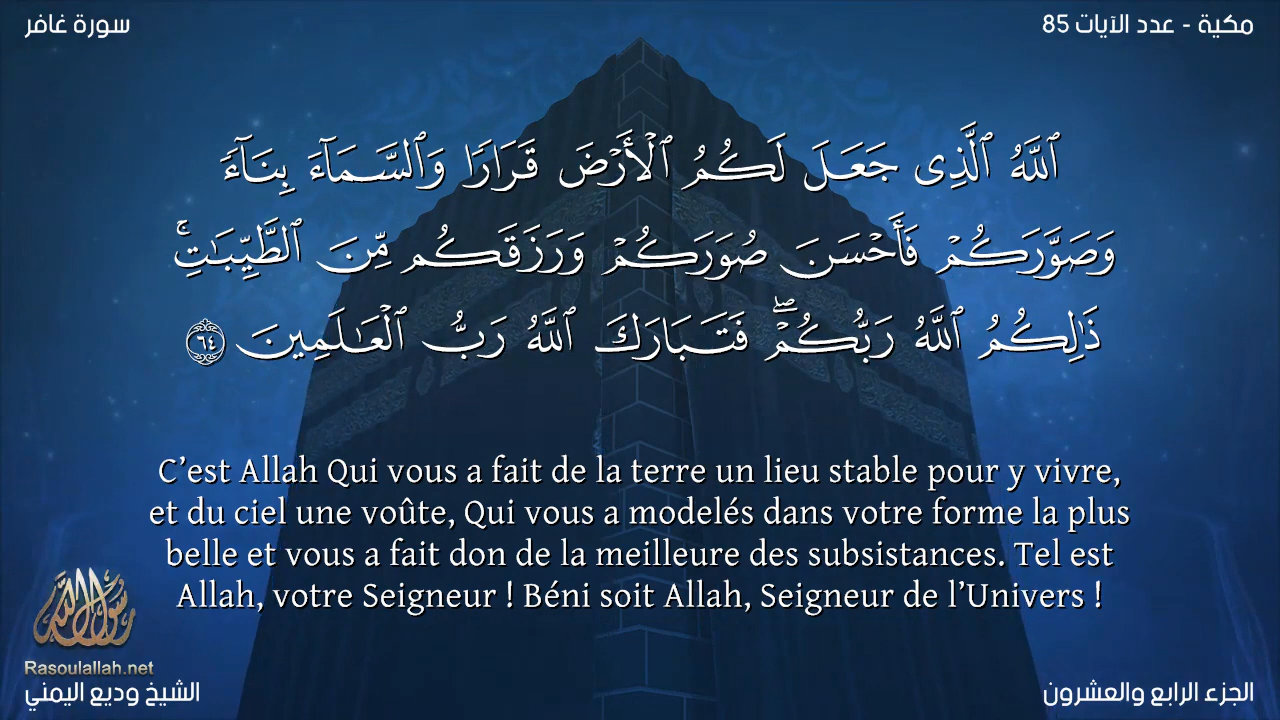 مكية - عدد الآيات 85
سورة غافر
ٱللَّهُ ٱلَّذِى جَعَلَ لَكُمُ ٱلْأَرْضَ قَرَارًا وَٱلسَّمَآءَ بِنَآءً
وَصَوَّرَكُمْ فَأَحْسَنَ صُوَرَكُمْ وَرَزَقَكُم مِّنَ ٱلطَّيِّبَـٰتِ ۚ
ذَٰلِكُمُ ٱللَّهُ رَبُّكُمْ ۖ فَتَبَارَكَ ٱللَّهُ رَبُّ ٱلْعَـٰلَمِينَ ٦٤
C’est Allah Qui vous a fait de la terre un lieu stable pour y vivre,
et du ciel une voûte, Qui vous a modelés dans votre forme la plus
belle et vous a fait don de la meilleure des subsistances. Tel est
Allah, votre Seigneur ! Béni soit Allah, Seigneur de l’Univers !
رسول الله
Rasoulallah.net
الجزء الرابع والعشرون
الشيخ وديع اليمني